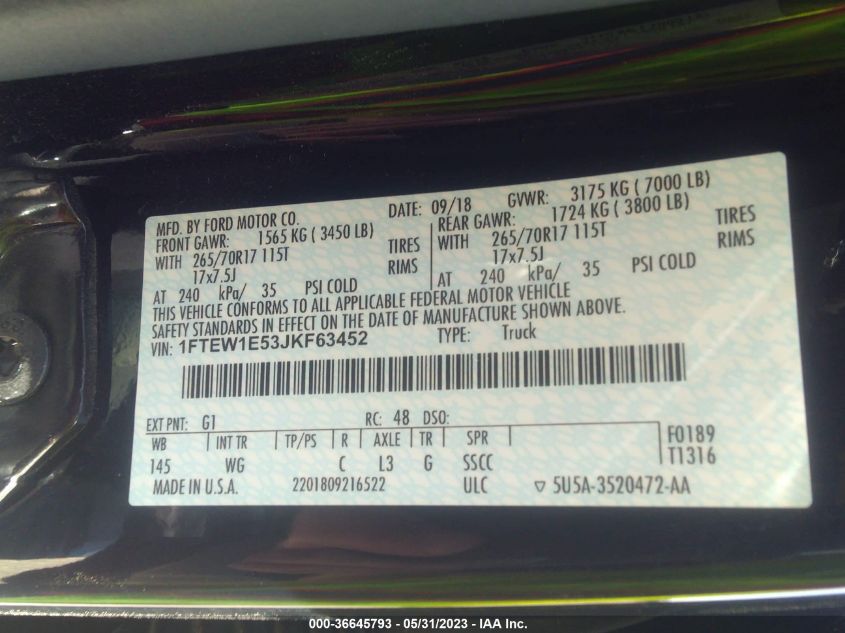 MFD. BY FORD MOTOR CO. DATE: 09/18 GVWR: 3175 KG ( 7000 LB)
FRONT GAWR: 1565 KG ( 3450 LB) REAR GAWR: 1724 KG ( 3800 LB)
WITH 265/70R17 115T TIRES WITH 265/70R17 115T TIRES
17x7.5J RIMS 17x7.5J RIMS
AT 240 kPa/ 35 PSI COLD AT 240 kPa/ 35 PSI COLD
THIS VEHICLE CONFORMS TO ALL APPLICABLE FEDERAL MOTOR VEHICLE
SAFETY STANDARDS IN EFFECT ON THE DATE OF MANUFACTURE SHOWN ABOVE.
VIN: 1FTEW1E53JKF63452 TYPE: Truck
EXT PNT: G1 RC: 48 DSO: F0189
WB INT TR TP/PS R AXLE TR SPR T1316
145 WG C L3 G SSCC
MADE IN U.S.A. 2201809216522 ULC ▽ 5U5A-3520472-AA
000-36645793 - 05/31/2023 - IAA Inc.